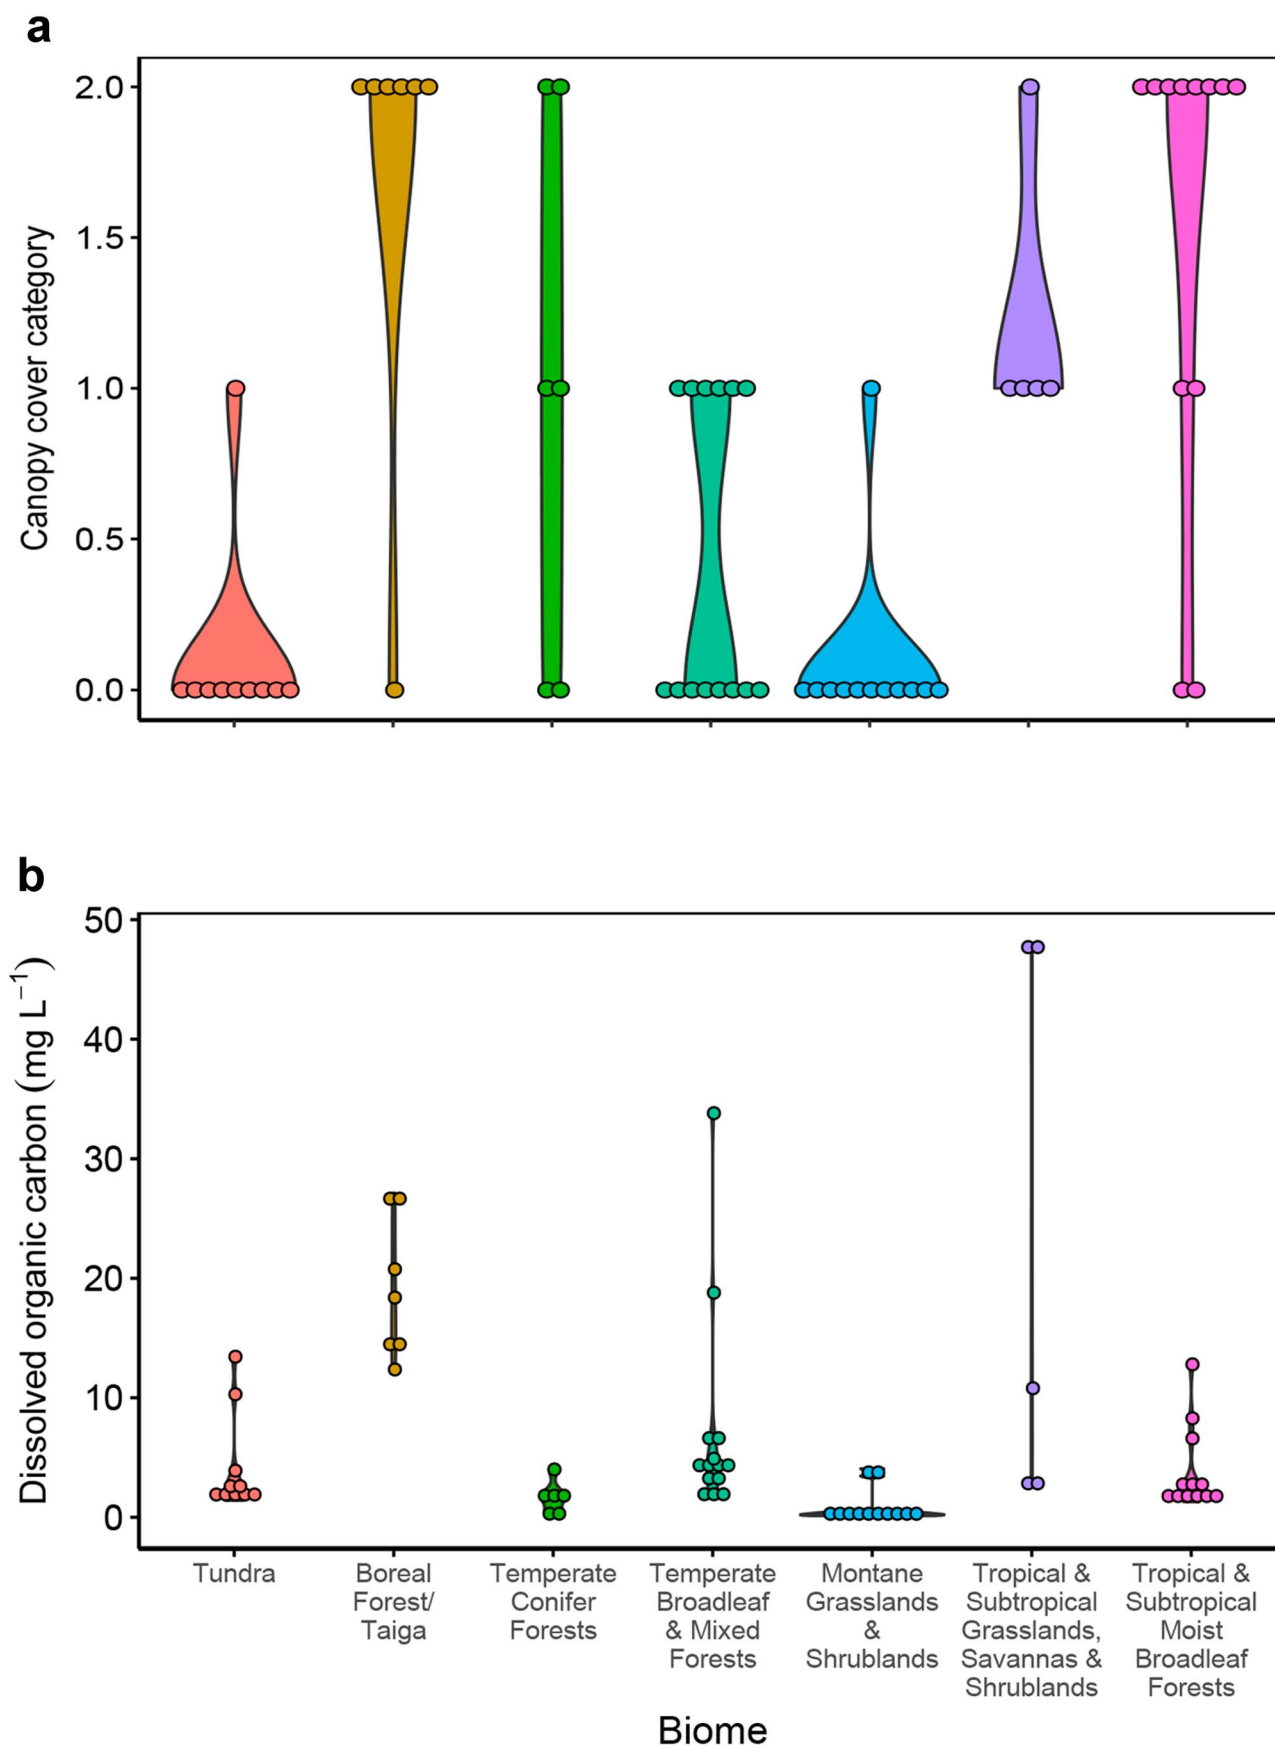 a
2.0
1.5
1.0
0.5
0.0
Canopy cover category
b
50
40
30
20
10
0
Dissolved organic carbon (mg L⁻¹)
Tundra
Boreal
Forest/
Taiga
Temperate
Conifer
Forests
Temperate
Broadleaf
& Mixed
Forests
Montane
Grasslands
&
Shrublands
Tropical &
Subtropical
Grasslands,
Savannas &
Shrublands
Tropical &
Subtropical
Moist
Broadleaf
Forests
Biome